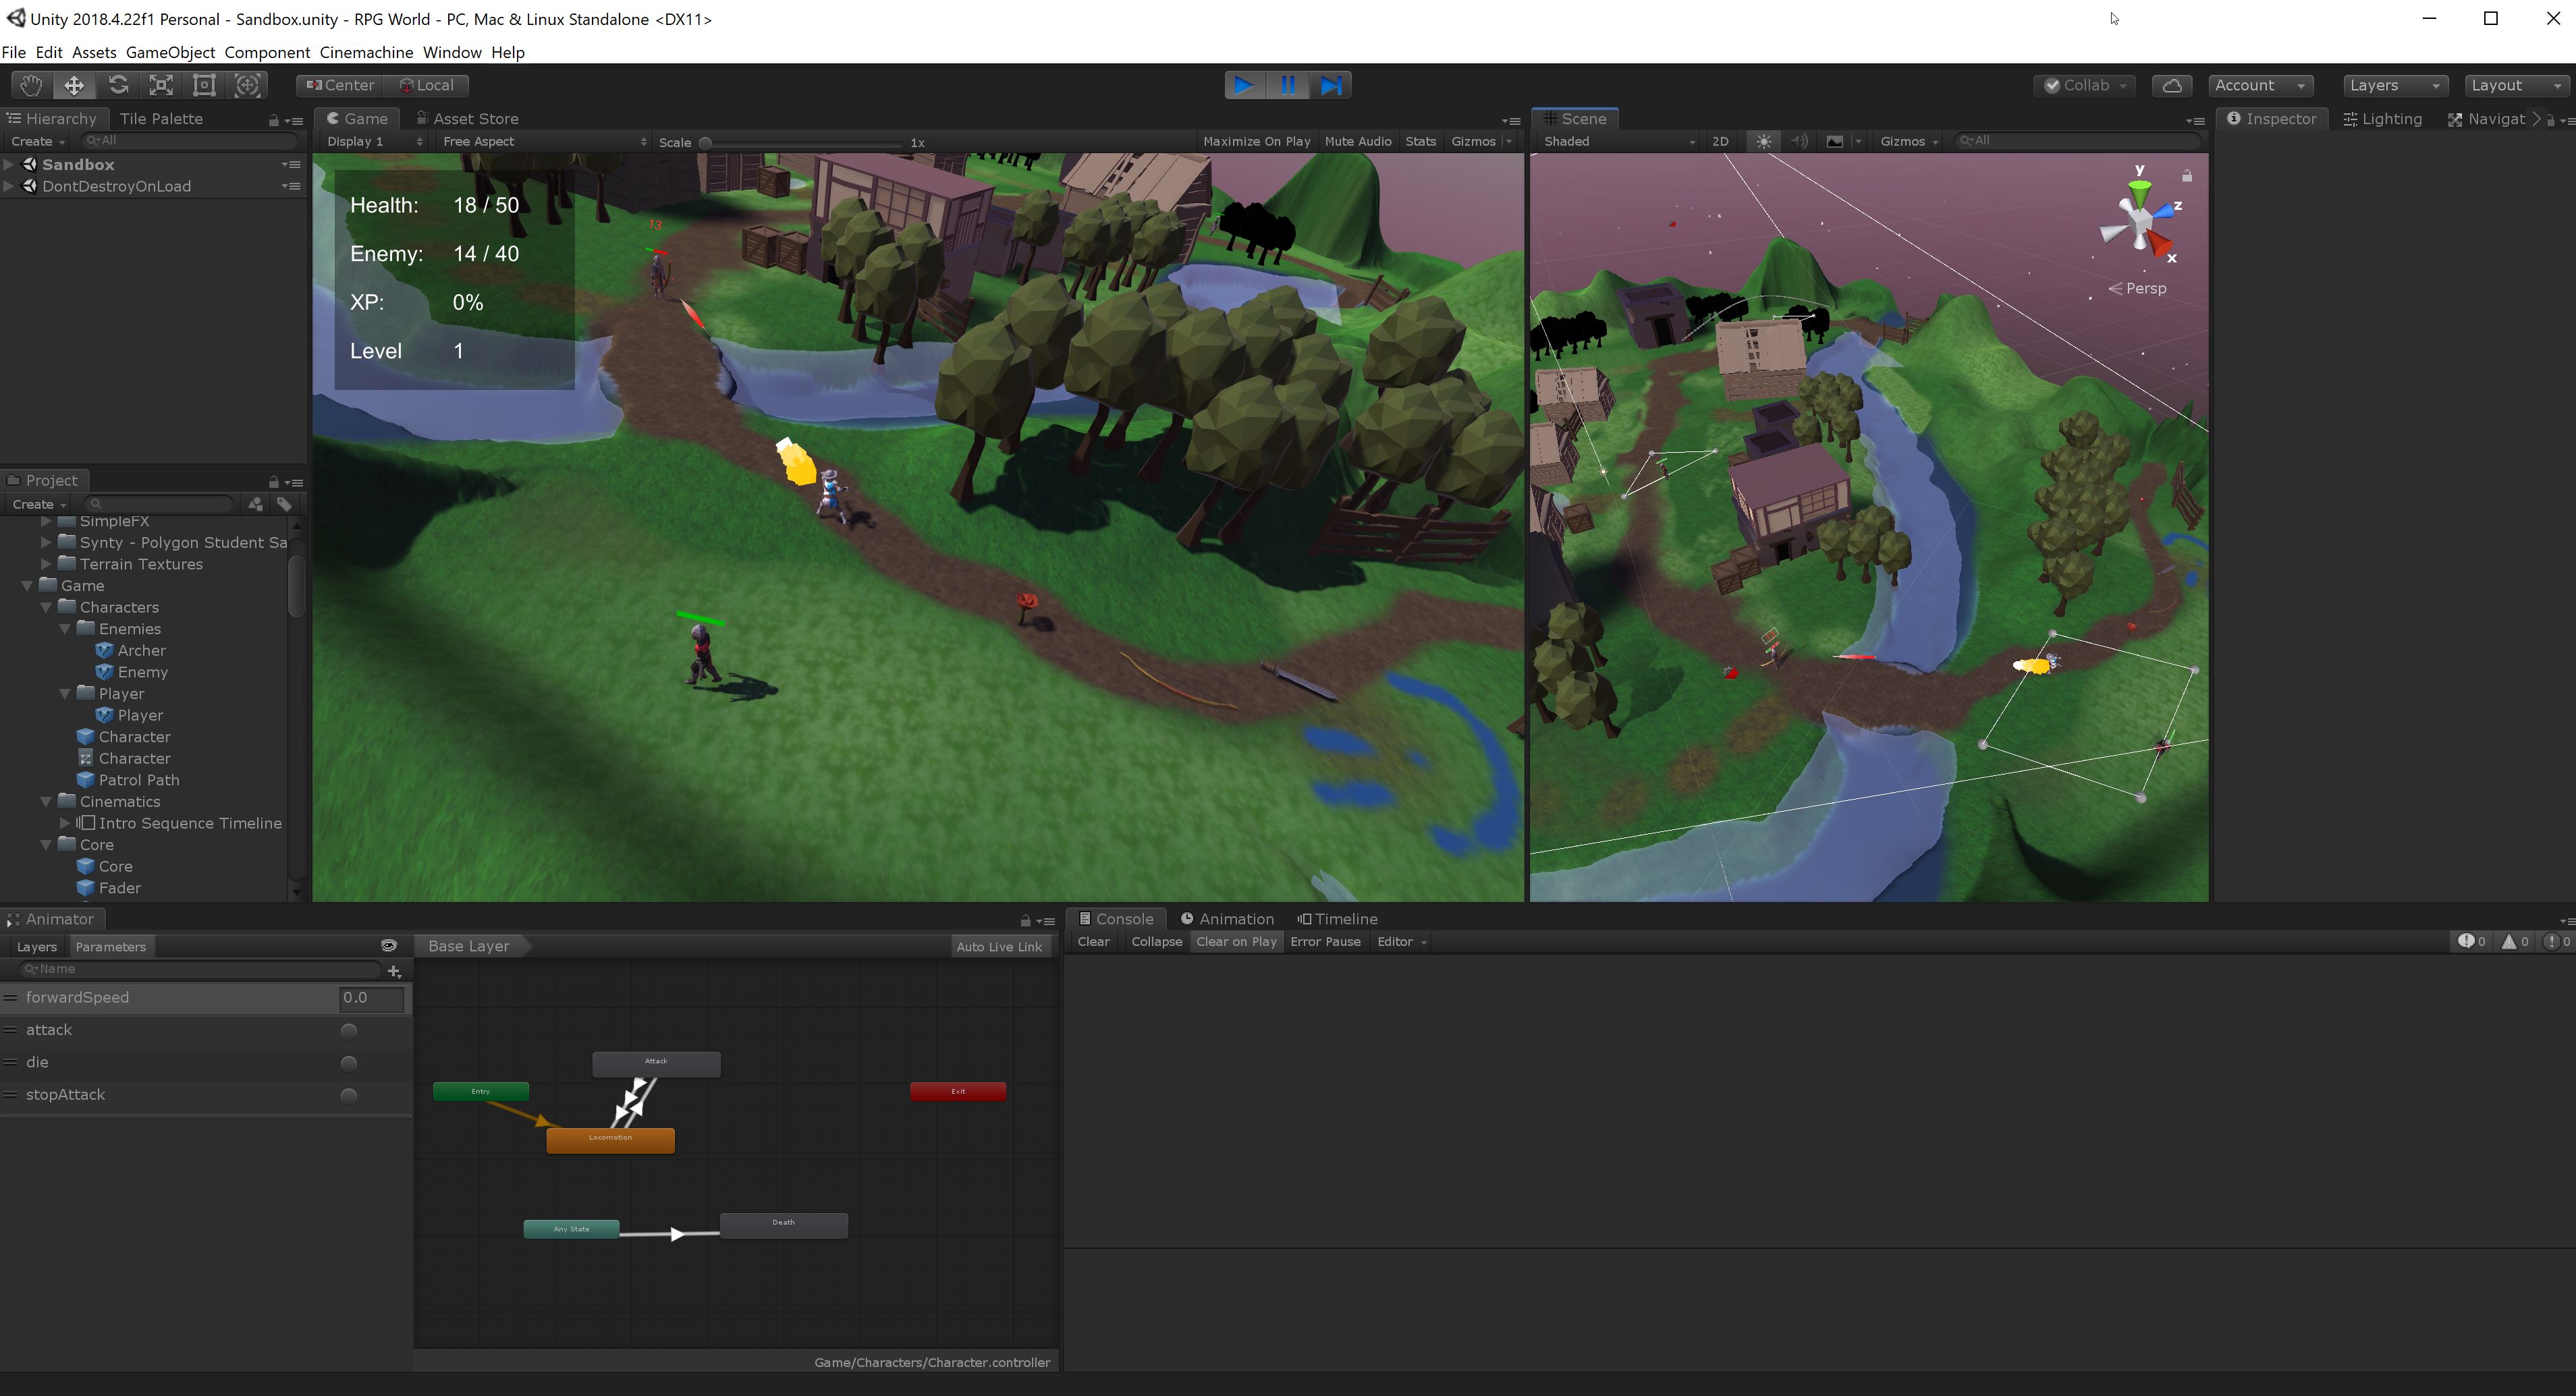 Unity 2018.4.22f1 Personal - Sandbox.unity - RPG World - PC, Mac & Linux Standalone <DX11>
File Edit Assets GameObject Component Cinemachine Window Help
Center Local Collab Account Layers Layout
Hierarchy Tile Palette
Create All
Sandbox
DontDestroyOnLoad
Game Asset Store
Display 1 Free Aspect Scale 1x Maximize On Play Mute Audio Stats Gizmos
Health: 18 / 50
Enemy: 14 / 40
XP: 0%
Level 1
13
Scene
Shaded 2D Gizmos All
y
z
x
Persp
Inspector Lighting Navigat
Project
Create
SimpleFX
Synty - Polygon Student Sa
Terrain Textures
Game
Characters
Enemies
Archer
Enemy
Player
Player
Character
Character
Patrol Path
Cinematics
Intro Sequence Timeline
Core
Core
Fader
Animator
Layers Parameters Base Layer Auto Live Link
Name
forwardSpeed 0.0
attack
die
stopAttack
Attack
Entry
Exit
Locomotion
Any State
Death
Game/Characters/Character.controller
Console Animation Timeline
Clear Collapse Clear on Play Error Pause Editor 0 0 0